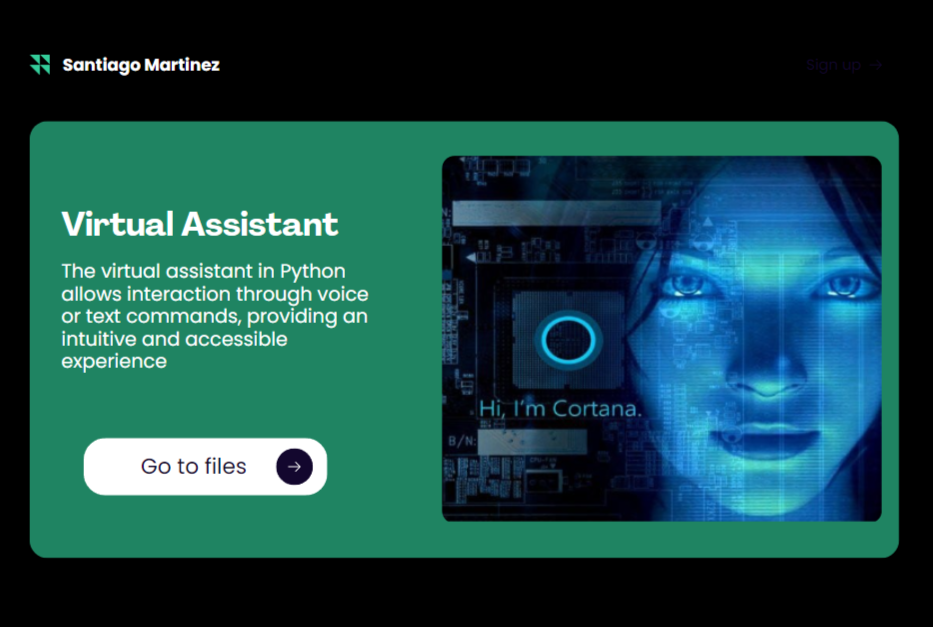 Santiago Martinez
Sign up →
Virtual Assistant
The virtual assistant in Python
allows interaction through voice
or text commands, providing an
intuitive and accessible
experience
Go to files →
N:
Hi, I'm Cortana.
B/N: